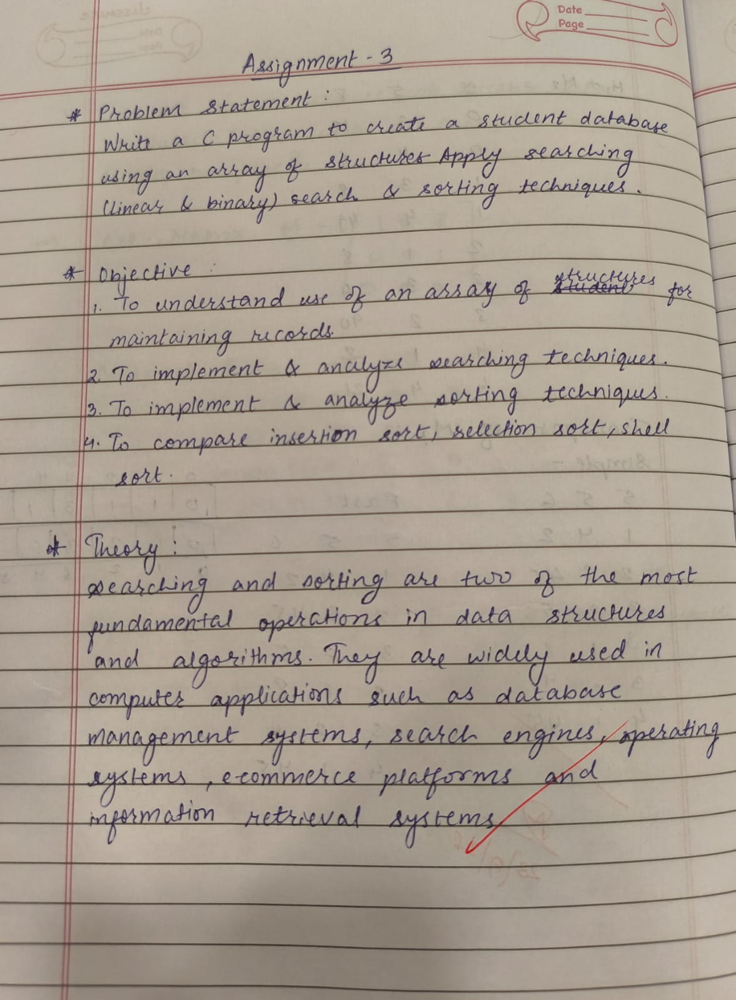 Date
Page
Assignment - 3
* Problem Statement :
Write a C program to create a student database
using an array of structures Apply searching
(linear & binary) search & sorting techniques.
* Objective :
1. To understand use of an array of structures for
maintaining records.
2. To implement & analyze searching techniques.
3. To implement & analyze sorting techniques.
4. To compare insertion sort, selection sort, shell
sort.
* Theory :
searching and sorting are two of the most
fundamental operations in data structures
and algorithms. They are widely used in
computer applications such as database
management systems, search engines, operating
systems, e-commerce platforms and
information retrieval systems